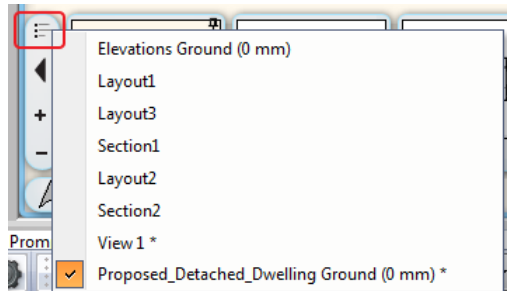 Elevations Ground (0 mm)
Layout1
Layout3
Section1
Layout2
Section2
View 1 *
Prom
Proposed_Detached_Dwelling Ground (0 mm) *